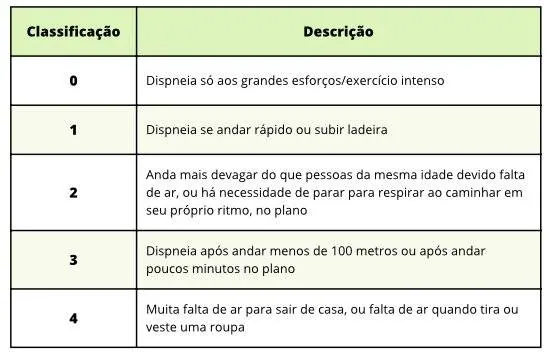 Classificação
Descrição
0
Dispneia só aos grandes esforços/exercício intenso
1
Dispneia se andar rápido ou subir ladeira
2
Anda mais devagar do que pessoas da mesma idade devido falta
de ar, ou há necessidade de parar para respirar ao caminhar em
seu próprio ritmo, no plano
3
Dispneia após andar menos de 100 metros ou após andar
poucos minutos no plano
4
Muita falta de ar para sair de casa, ou falta de ar quando tira ou
veste uma roupa